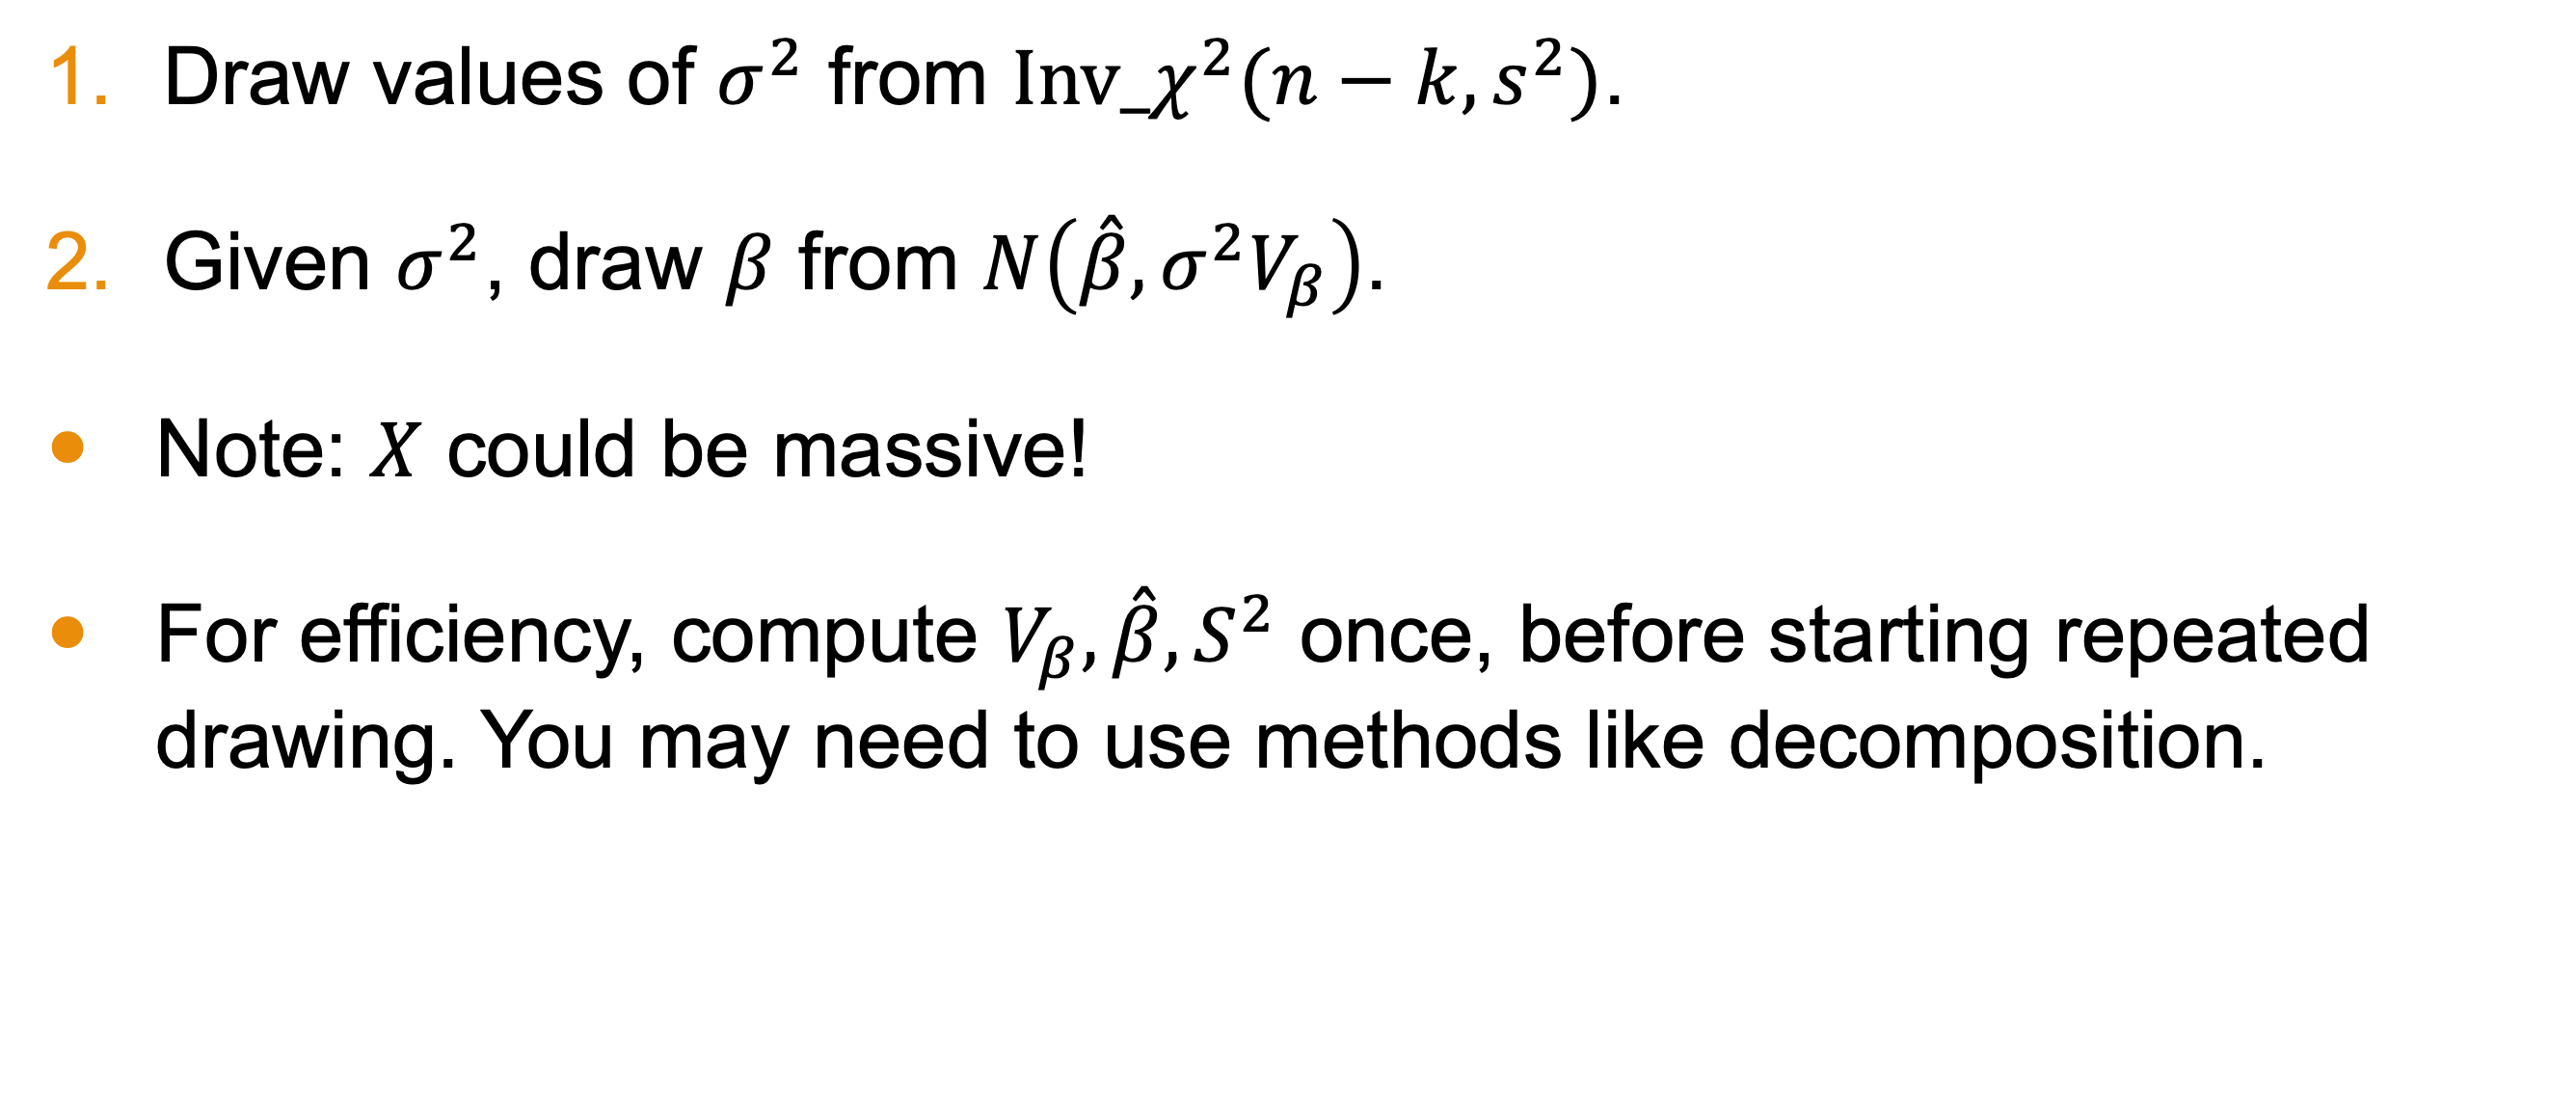 1. Draw values of σ² from Inv_χ²(n − k, s²).
2. Given σ², draw β from N(β̂, σ²V_β).
• Note: X could be massive!
• For efficiency, compute V_β, β̂, S² once, before starting repeated
drawing. You may need to use methods like decomposition.